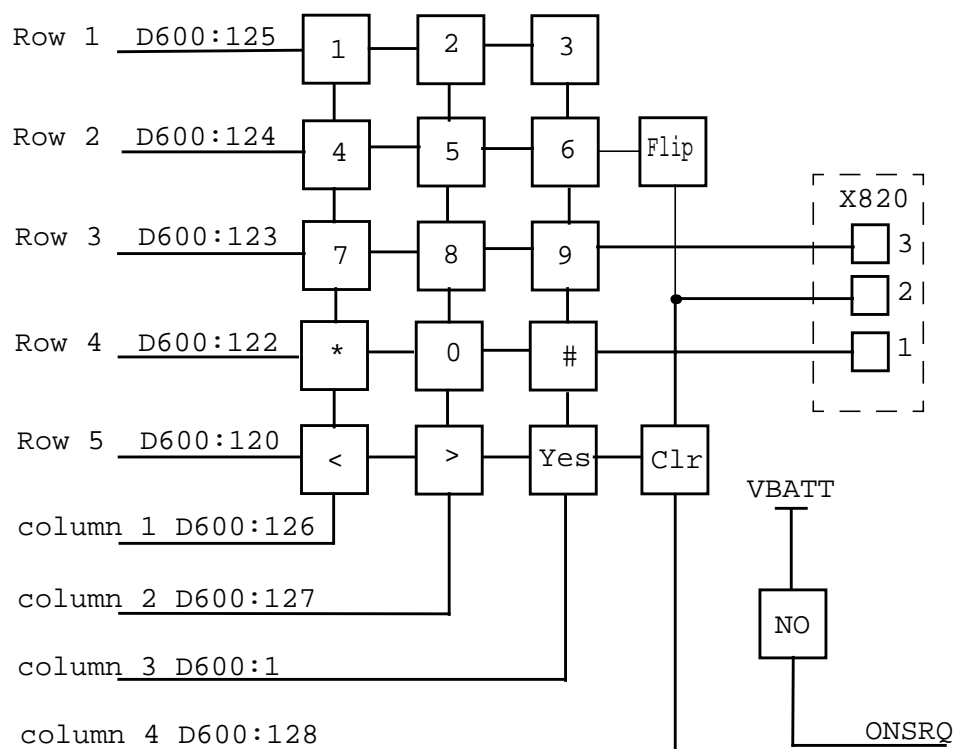 Row 1 D600:125 1 2 3
Row 2 D600:124 4 5 6 Flip
X820
Row 3 D600:123 7 8 9 3
2
Row 4 D600:122 * 0 # 1
Row 5 D600:120 < > Yes Clr
VBATT
column 1 D600:126
column 2 D600:127
NO
column 3 D600:1
column 4 D600:128
ONSRQ